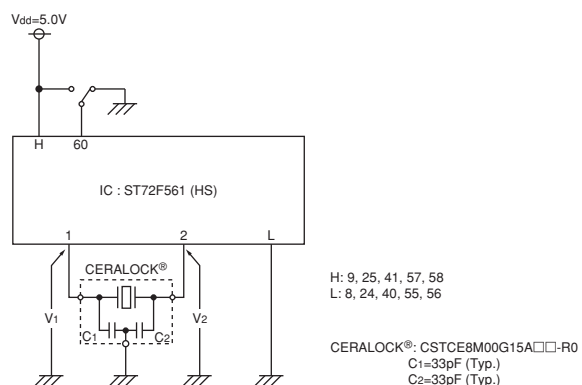 Vdd=5.0V
H 60
IC : ST72F561 (HS)
1 2 L
CERALOCK®
V1 C1 C2 V2
H: 9, 25, 41, 57, 58
L: 8, 24, 40, 55, 56
CERALOCK®: CSTCE8M00G15A□□-R0
C1=33pF (Typ.)
C2=33pF (Typ.)